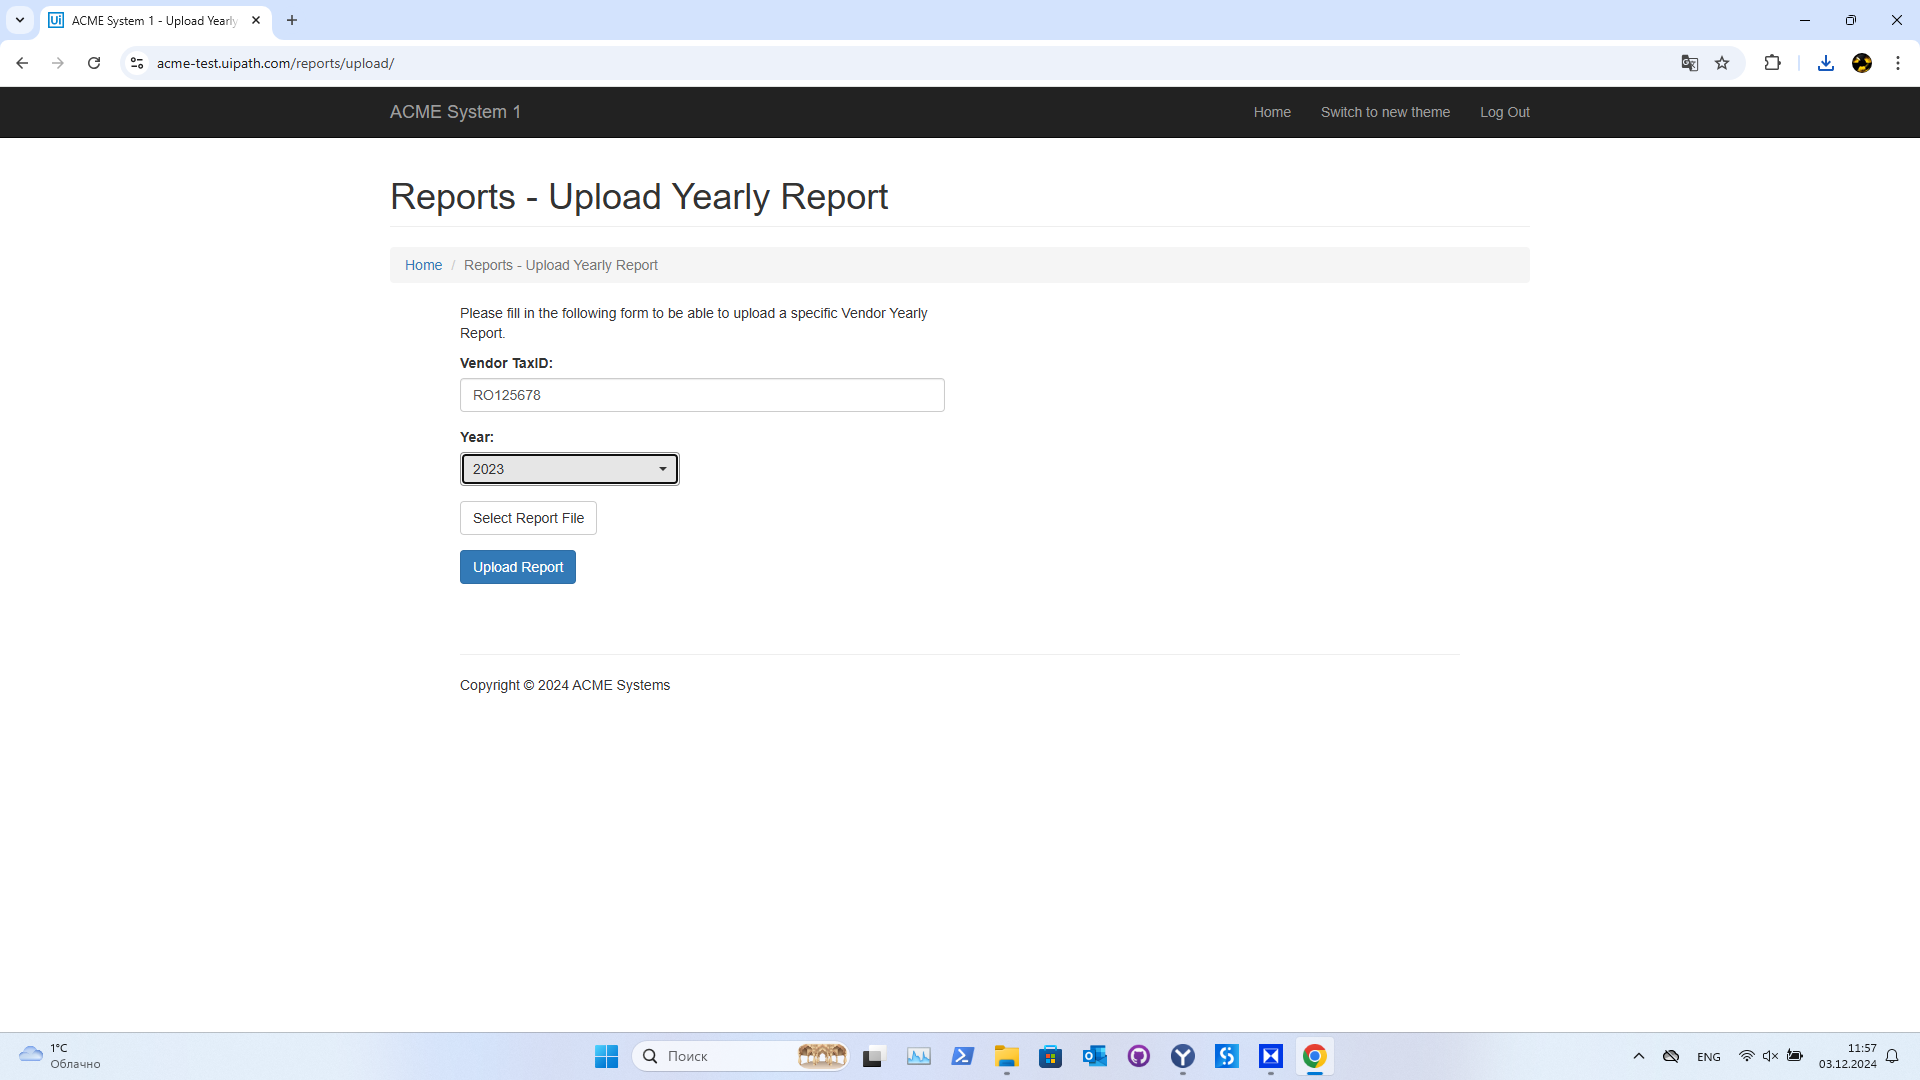 ACME System 1 - Upload Yearly
acme-test.uipath.com/reports/upload/
ACME System 1
Home
Switch to new theme
Log Out
Reports - Upload Yearly Report
Home / Reports - Upload Yearly Report
Please fill in the following form to be able to upload a specific Vendor Yearly
Report.
Vendor TaxID:
RO125678
Year:
2023
Select Report File
Upload Report
Copyright © 2024 ACME Systems
1°C
Облачно
Поиск
ENG
11:57
03.12.2024